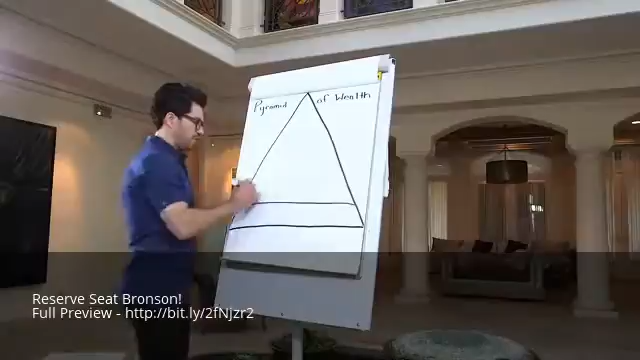 Pyramid of Wealth
Reserve Seat Bronson!
Full Preview - http://bit.ly/2fNjzr2